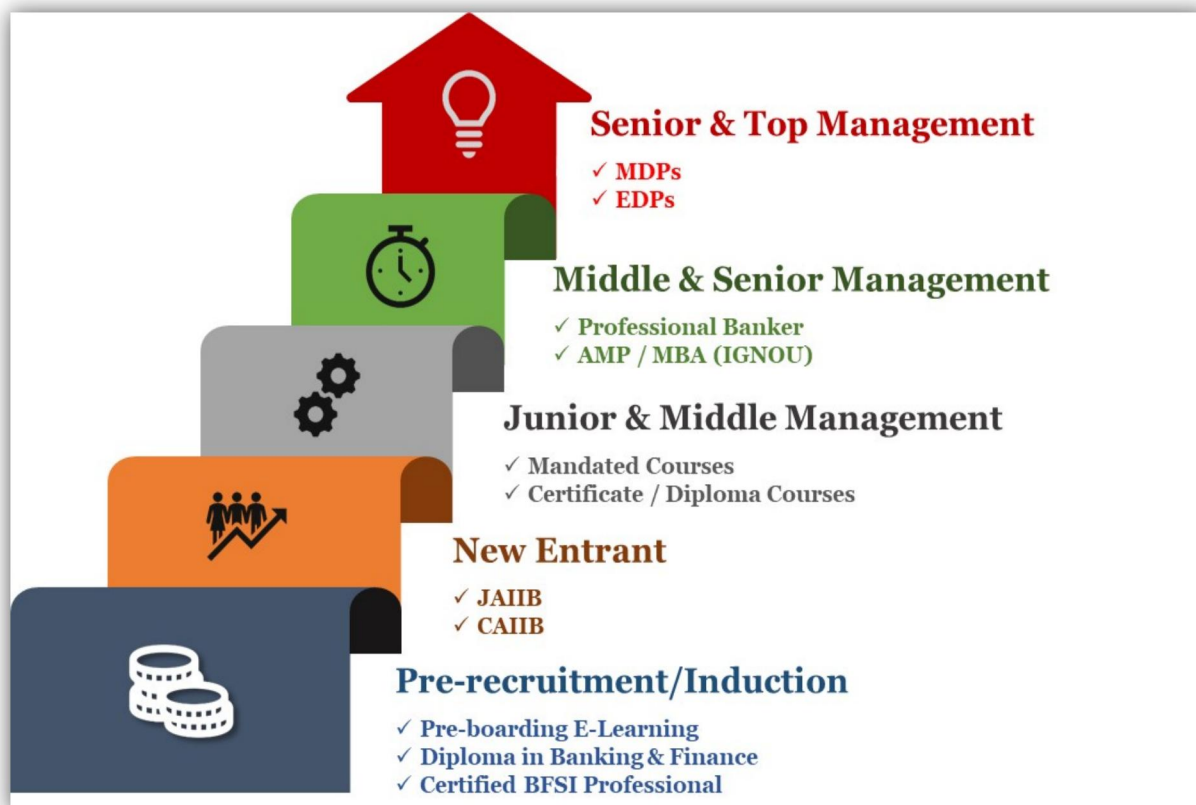 Senior & Top Management
✓ MDPs
✓ EDPs
Middle & Senior Management
✓ Professional Banker
✓ AMP / MBA (IGNOU)
Junior & Middle Management
✓ Mandated Courses
✓ Certificate / Diploma Courses
New Entrant
✓ JAIIB
✓ CAIIB
Pre-recruitment/Induction
✓ Pre-boarding E-Learning
✓ Diploma in Banking & Finance
✓ Certified BFSI Professional